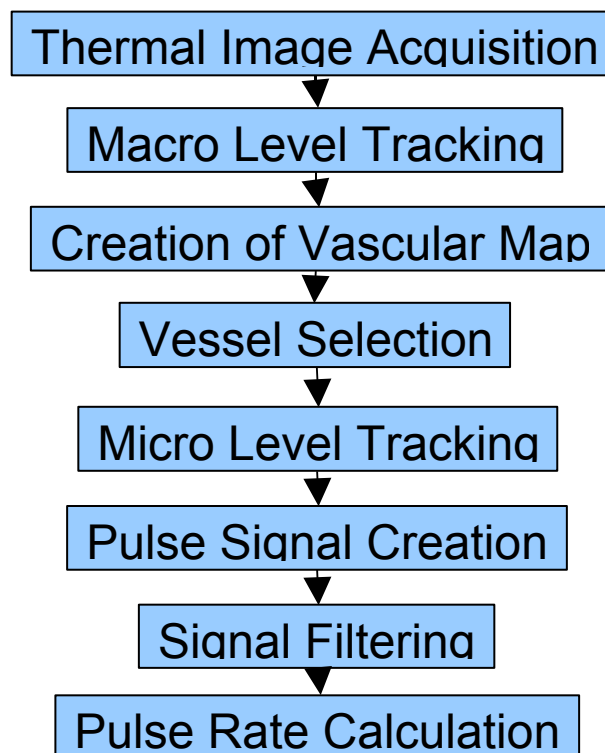 Thermal Image Acquisition
Macro Level Tracking
Creation of Vascular Map
Vessel Selection
Micro Level Tracking
Pulse Signal Creation
Signal Filtering
Pulse Rate Calculation